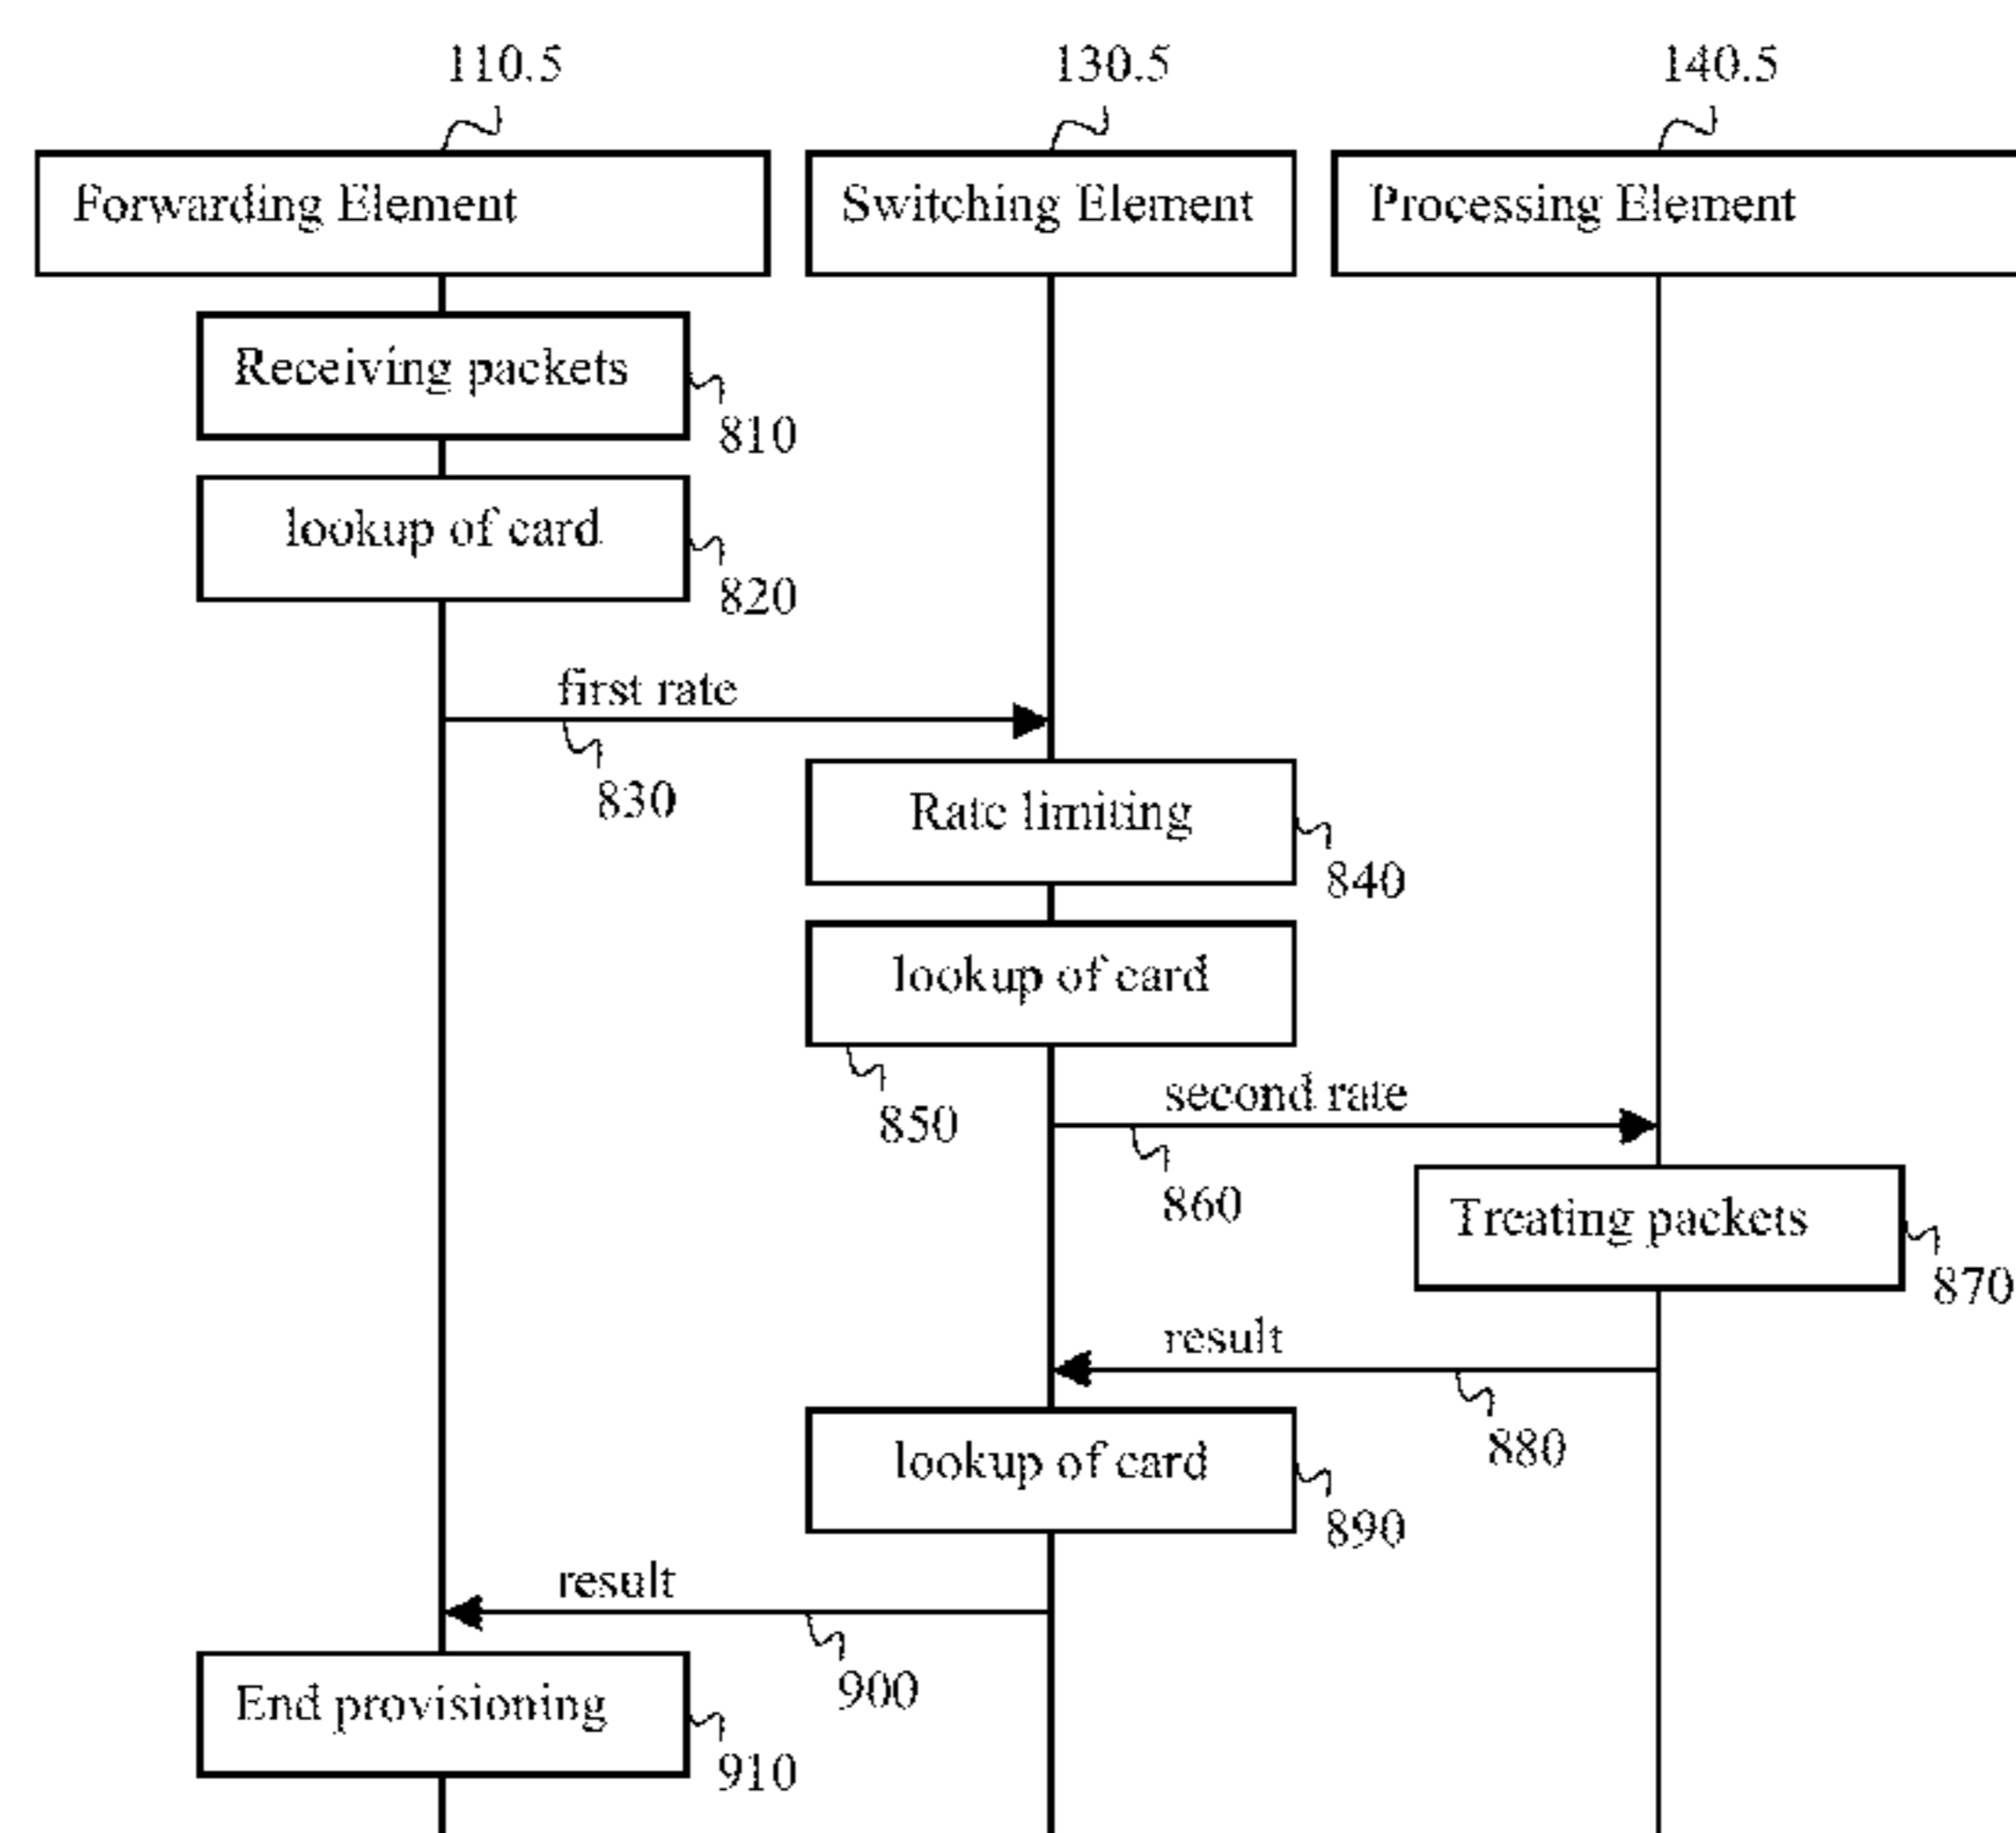 110.5
130.5
140.5
Forwarding Element
Switching Element
Processing Element
Receiving packets
810
lookup of card
820
first rate
830
Rate limiting
840
lookup of card
850
second rate
860
Treating packets
870
result
880
lookup of card
890
result
900
End provisioning
910